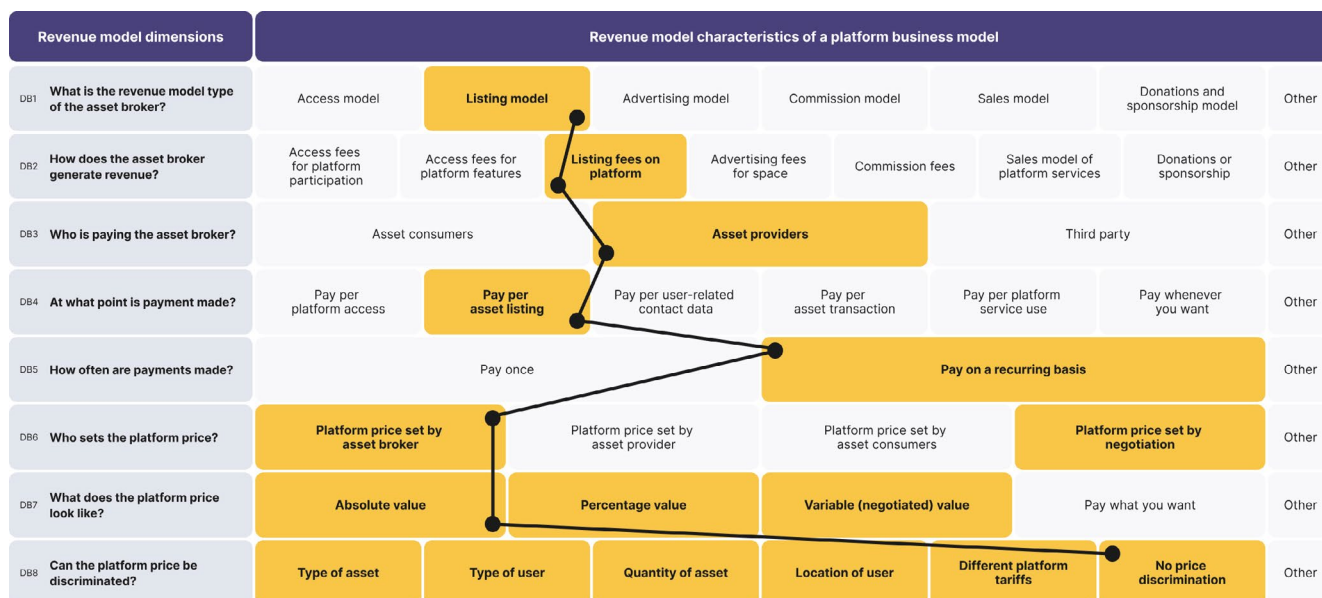 Revenue model dimensions
Revenue model characteristics of a platform business model
DB1
What is the revenue model type
of the asset broker?
Access model
Listing model
Advertising model
Commission model
Sales model
Donations and
sponsorship model
Other
DB2
How does the asset broker
generate revenue?
Access fees
for platform
participation
Access fees for
platform features
Listing fees on
platform
Advertising fees
for space
Commission fees
Sales model of
platform services
Donations or
sponsorship
Other
DB3
Who is paying the asset broker?
Asset consumers
Asset providers
Third party
Other
DB4
At what point is payment made?
Pay per
platform access
Pay per
asset listing
Pay per user-related
contact data
Pay per
asset transaction
Pay per platform
service use
Pay whenever
you want
Other
DB5
How often are payments made?
Pay once
Pay on a recurring basis
Other
DB6
Who sets the platform price?
Platform price set by
asset broker
Platform price set by
asset provider
Platform price set by
asset consumers
Platform price set by
negotiation
Other
DB7
What does the platform price
look like?
Absolute value
Percentage value
Variable (negotiated) value
Pay what you want
Other
DB8
Can the platform price be
discriminated?
Type of asset
Type of user
Quantity of asset
Location of user
Different platform
tariffs
No price
discrimination
Other